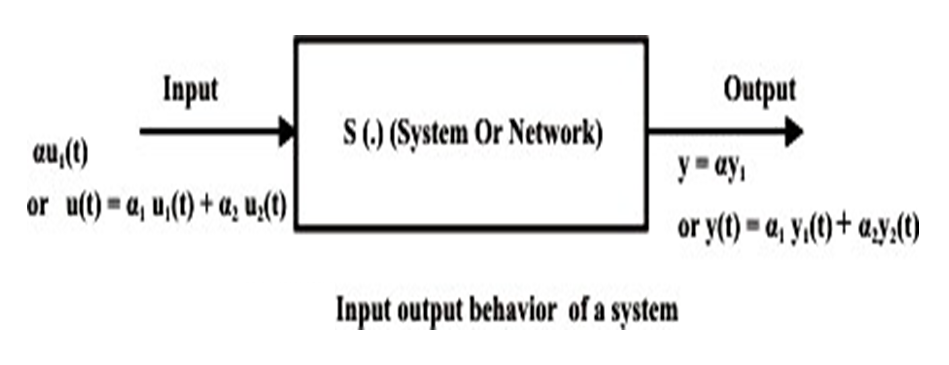 Input
Output
S (.) (System Or Network)
αu₁(t)
or u(t) = α₁ u₁(t) + α₂ u₂(t)
y = αy₁
or y(t) = α₁ y₁(t) + α₂y₂(t)
Input output behavior of a system